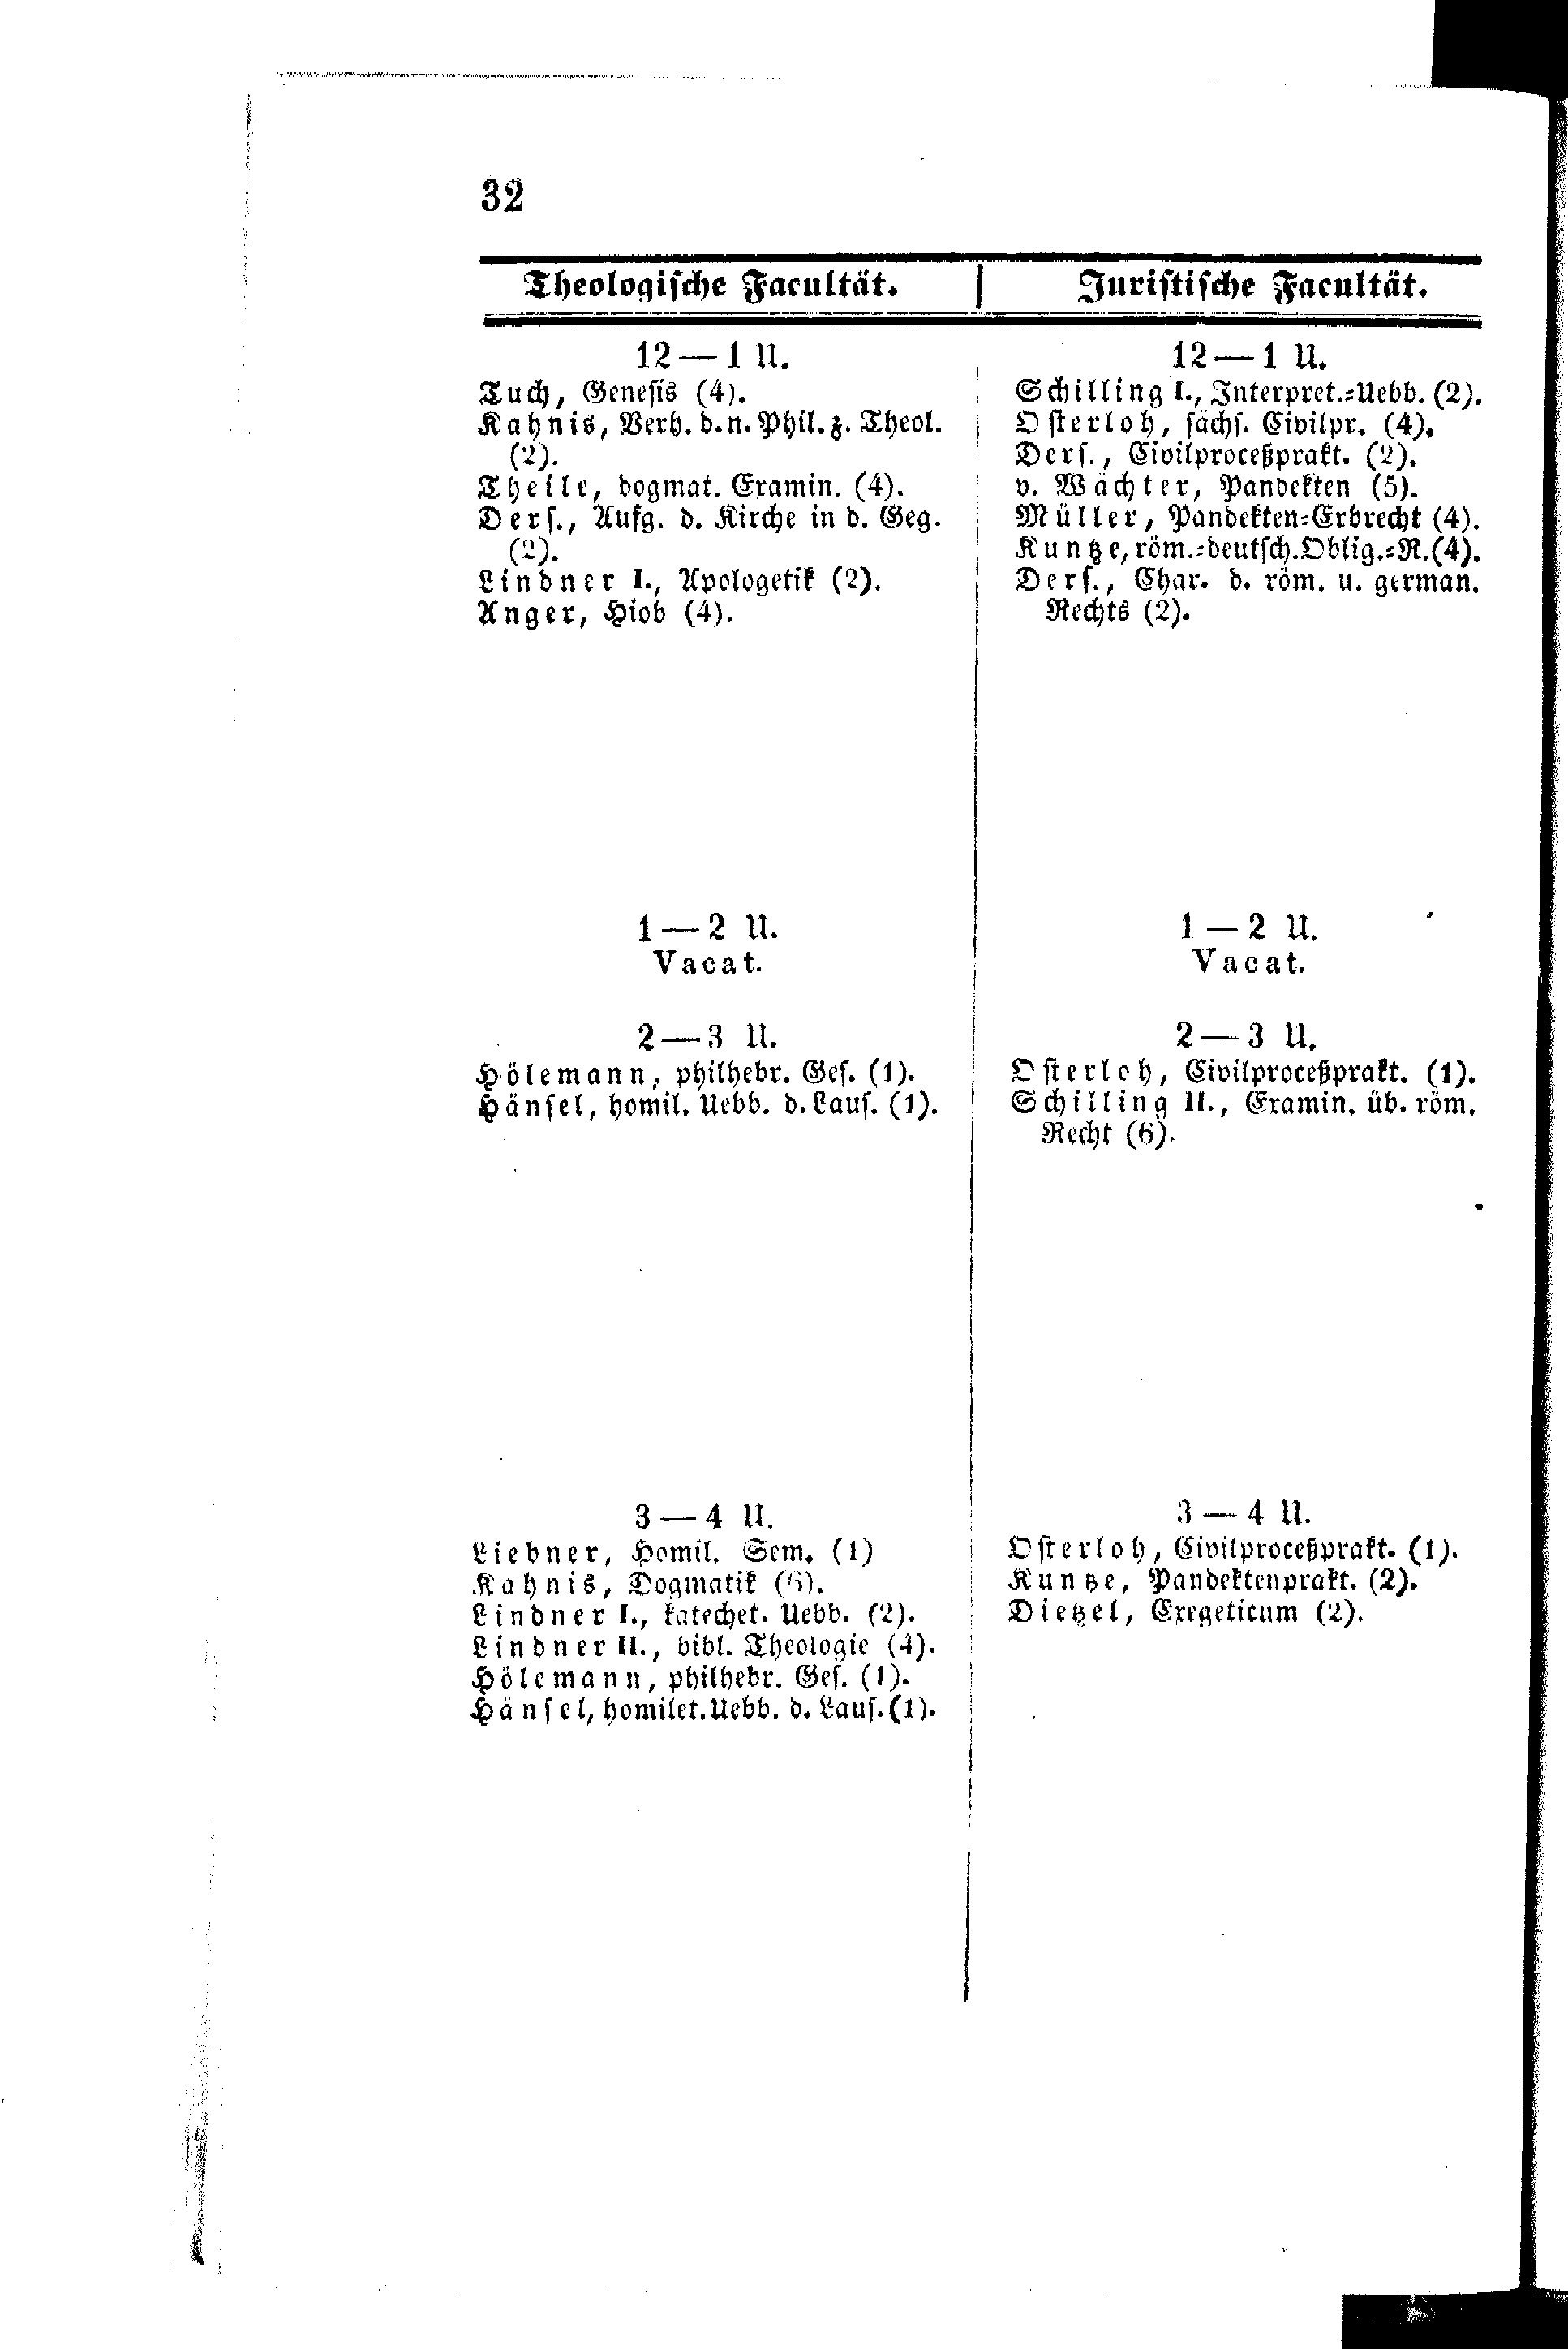 32
Theologische Facultät.
12 — 1 U.
Tuch, Genesis (4).
Kahnis, Verh. d. n. Phil. z. Theol.
(2).
Theile, dogmat. Examin. (4).
Ders., Aufg. d. Kirche in d. Geg.
(2).
Lindner I., Apologetik (2).
Anger, Hiob (4).
1 — 2 U.
Vacat.
2 — 3 U.
Hölemann, philhebr. Ges. (1).
Hänsel, homil. Uebb. d. Laus. (1).
3 — 4 U.
Liebner, Homil. Sem. (1)
Kahnis, Dogmatik (6).
Lindner I., katechet. Uebb. (2).
Lindner II., bibl. Theologie (4).
Hölemann, philhebr. Ges. (1).
Hänsel, homilet. Uebb. d. Laus. (1).
Juristische Facultät.
12 — 1 U.
Schilling I., Interpret.=Uebb. (2).
Osterloh, sächs. Civilpr. (4).
Ders., Civilproceßprakt. (2).
v. Wächter, Pandekten (5).
Müller, Pandekten=Erbrecht (4).
Kuntze, röm.=deutsch. Oblig.=R. (4).
Ders., Char. d. röm. u. german.
Rechts (2).
1 — 2 U.
Vacat.
2 — 3 U.
Osterloh, Civilproceßprakt. (1).
Schilling II., Examin. üb. röm.
Recht (6).
3 — 4 U.
Osterloh, Civilproceßprakt. (1).
Kuntze, Pandektenprakt. (2).
Dietzel, Exegeticum (2).